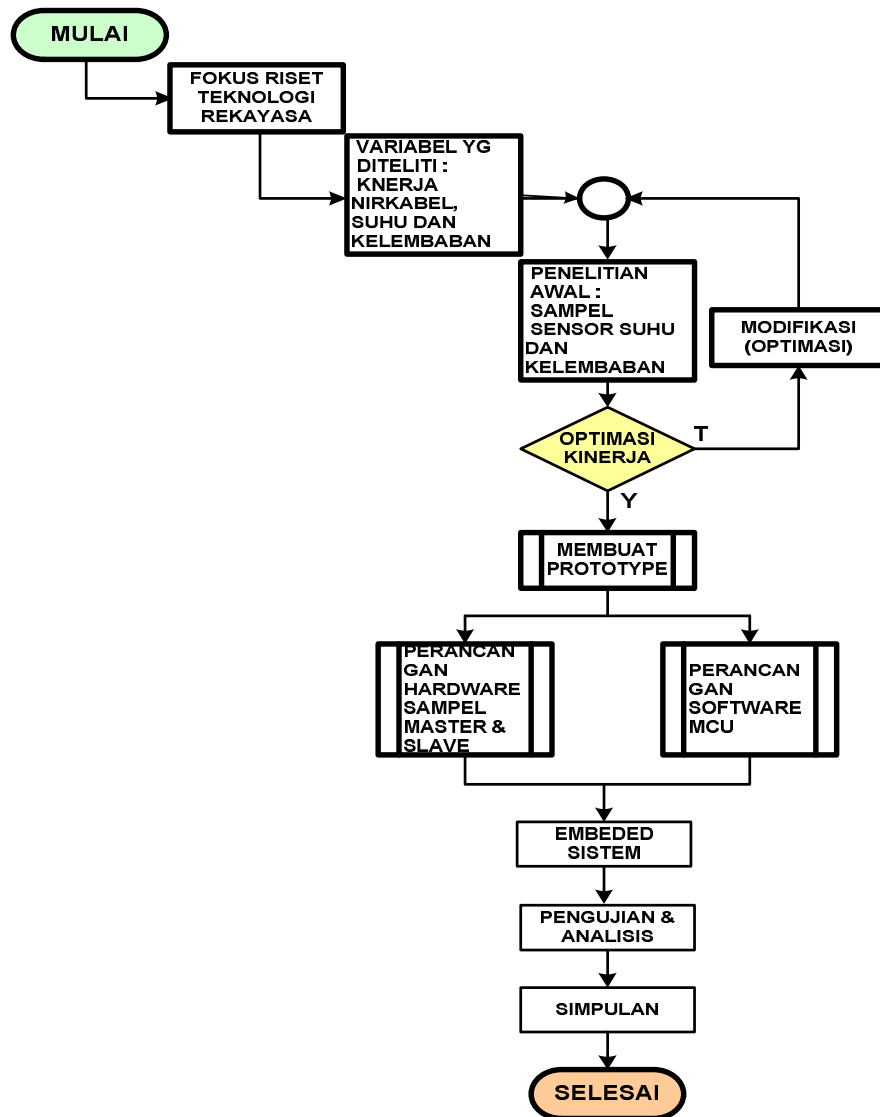 MULAI
FOKUS RISET
TEKNOLOGI
REKAYASA
VARIABEL YG
DITELITI :
KNERJA
NIRKABEL,
SUHU DAN
KELEMBABAN
PENELITIAN
AWAL :
SAMPEL
SENSOR SUHU
DAN
KELEMBABAN
MODIFIKASI
(OPTIMASI)
OPTIMASI
KINERJA
T
Y
MEMBUAT
PROTOTYPE
PERANCAN
GAN
HARDWARE
SAMPEL
MASTER &
SLAVE
PERANCAN
GAN
SOFTWARE
MCU
EMBEDED
SISTEM
PENGUJIAN &
ANALISIS
SIMPULAN
SELESAI